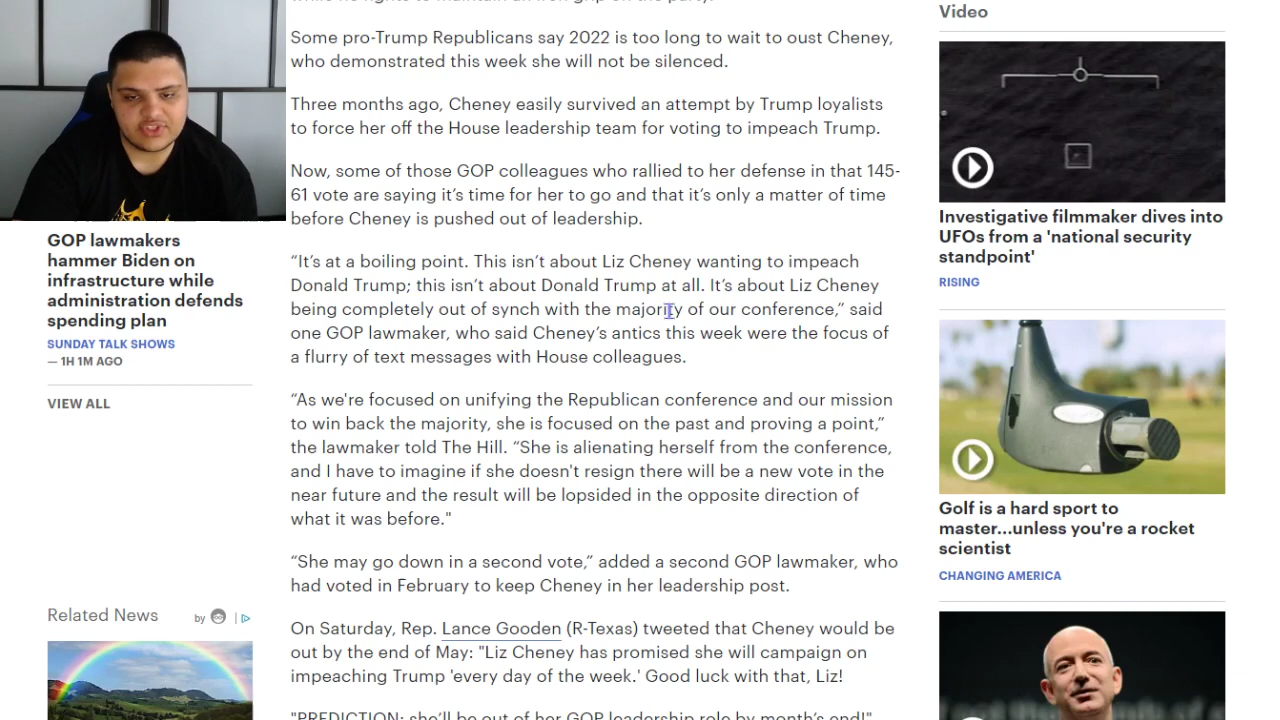 while he fights to maintain an iron grip on the party.
Some pro-Trump Republicans say 2022 is too long to wait to oust Cheney,
who demonstrated this week she will not be silenced.
Three months ago, Cheney easily survived an attempt by Trump loyalists
to force her off the House leadership team for voting to impeach Trump.
Now, some of those GOP colleagues who rallied to her defense in that 145-
61 vote are saying it’s time for her to go and that it’s only a matter of time
before Cheney is pushed out of leadership.
“It’s at a boiling point. This isn’t about Liz Cheney wanting to impeach
Donald Trump; this isn’t about Donald Trump at all. It’s about Liz Cheney
being completely out of synch with the majority of our conference,” said
one GOP lawmaker, who said Cheney’s antics this week were the focus of
a flurry of text messages with House colleagues.
“As we're focused on unifying the Republican conference and our mission
to win back the majority, she is focused on the past and proving a point,”
the lawmaker told The Hill. “She is alienating herself from the conference,
and I have to imagine if she doesn't resign there will be a new vote in the
near future and the result will be lopsided in the opposite direction of
what it was before."
“She may go down in a second vote,” added a second GOP lawmaker, who
had voted in February to keep Cheney in her leadership post.
On Saturday, Rep. Lance Gooden (R-Texas) tweeted that Cheney would be
out by the end of May: "Liz Cheney has promised she will campaign on
impeaching Trump 'every day of the week.' Good luck with that, Liz!
"PREDICTION: she’ll be out of her GOP leadership role by month’s end!"
GOP lawmakers
hammer Biden on
infrastructure while
administration defends
spending plan
SUNDAY TALK SHOWS
— 1H 1M AGO
VIEW ALL
Related News
by
Video
Investigative filmmaker dives into
UFOs from a 'national security
standpoint'
RISING
Golf is a hard sport to
master...unless you're a rocket
scientist
CHANGING AMERICA